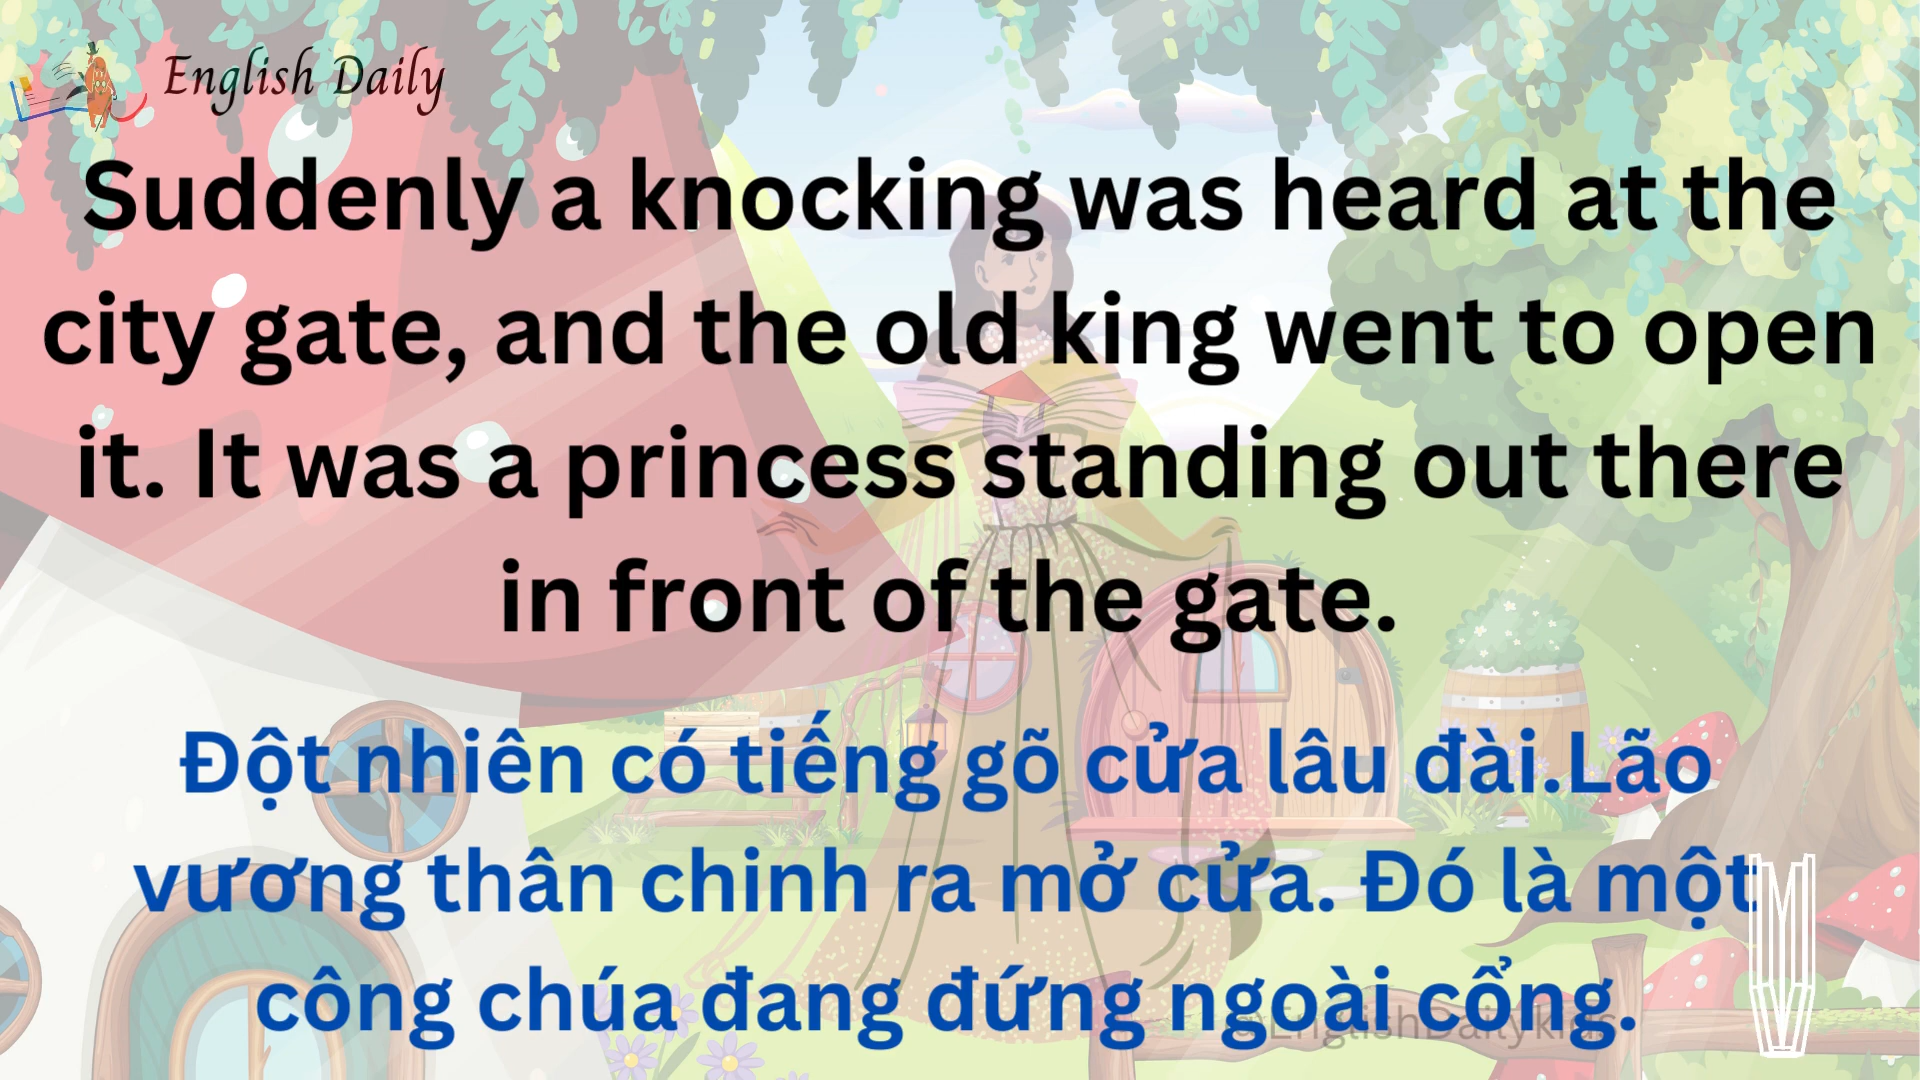 English Daily
Suddenly a knocking was heard at the
city gate, and the old king went to open
it. It was a princess standing out there
in front of the gate.
Đột nhiên có tiếng gõ cửa lâu đài.Lão
vương thân chinh ra mở cửa. Đó là một
công chúa đang đứng ngoài cổng.
@EnglishDailykids